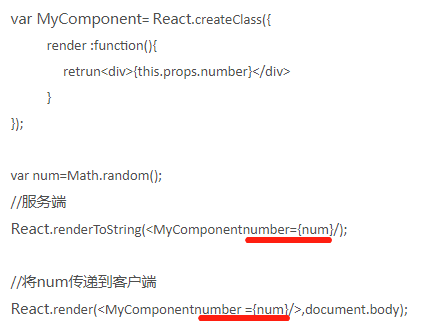 var MyComponent= React.createClass({
render :function(){
retrun<div>{this.props.number}</div>
}
});
var num=Math.random();
//服务端
React.renderToString(<MyComponentnumber={num}/);
//将num传递到客户端
React.render(<MyComponentnumber ={num}/>,document.body);